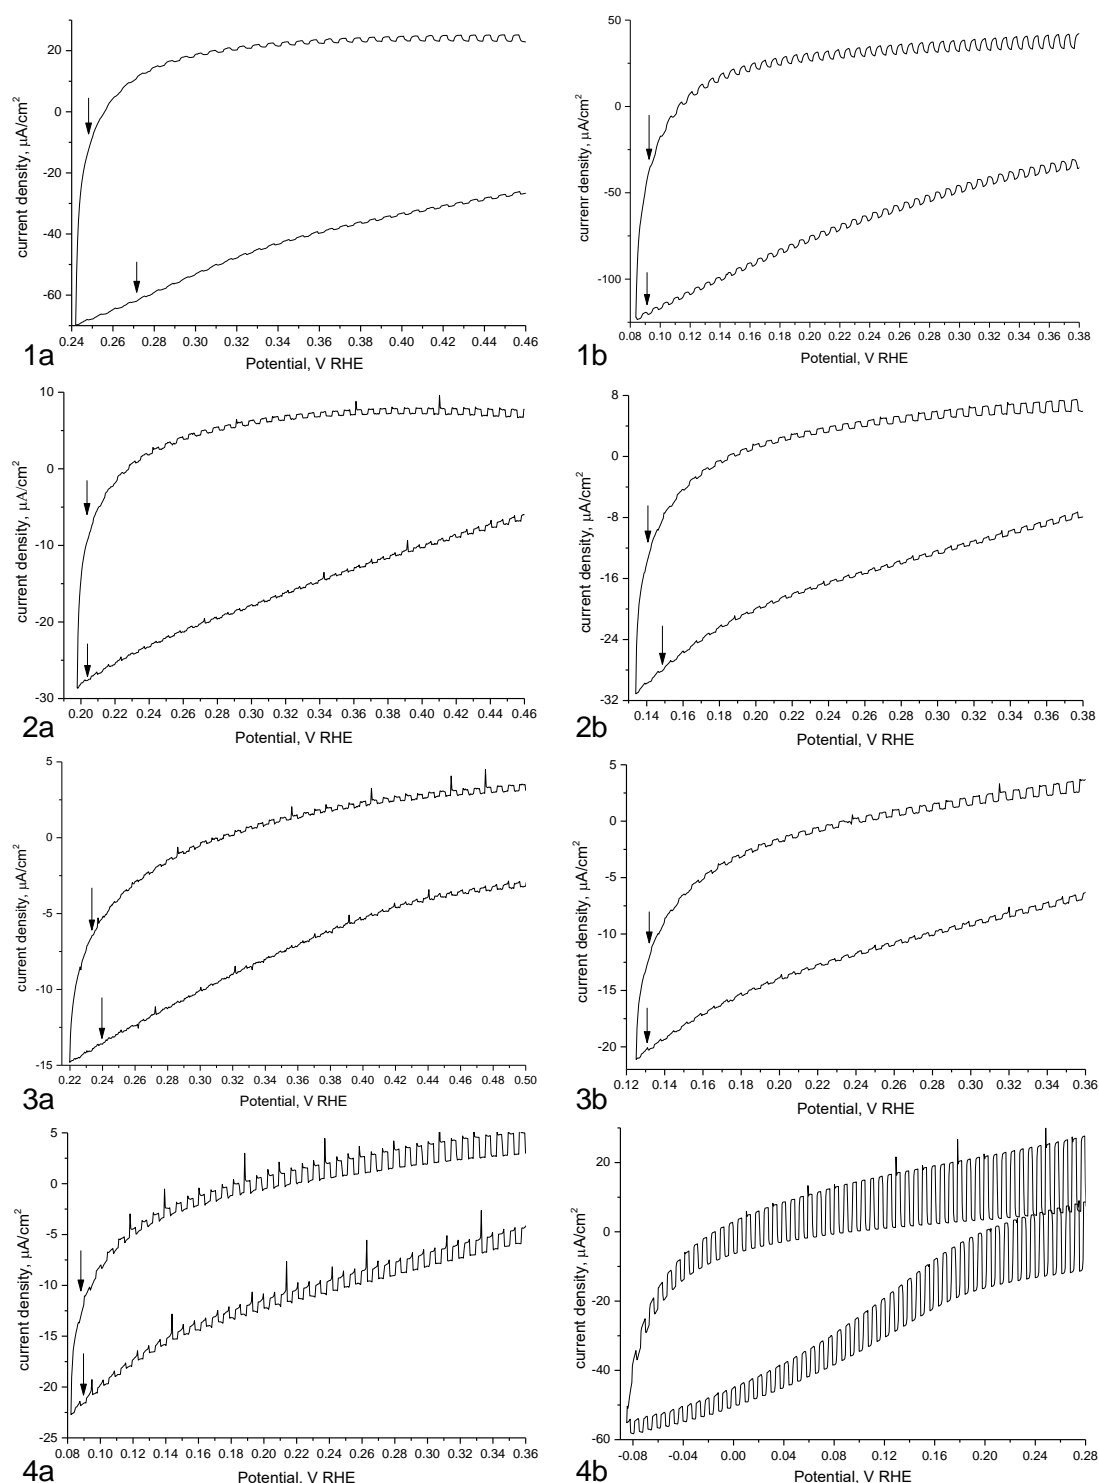 current density, μA/cm²
20
0
-20
-40
-60
0.24 0.26 0.28 0.30 0.32 0.34 0.36 0.38 0.40 0.42 0.44 0.46
Potential, V RHE
1a
currenr density, μA/cm²
50
0
-50
-100
0.08 0.10 0.12 0.14 0.16 0.18 0.20 0.22 0.24 0.26 0.28 0.30 0.32 0.34 0.36 0.38
Potential, V RHE
1b
current density, μA/cm²
10
0
-10
-20
-30
0.20 0.22 0.24 0.26 0.28 0.30 0.32 0.34 0.36 0.38 0.40 0.42 0.44 0.46
Potential, V RHE
2a
current density, μA/cm²
8
0
-8
-16
-24
-32
0.14 0.16 0.18 0.20 0.22 0.24 0.26 0.28 0.30 0.32 0.34 0.36 0.38
Potential, V RHE
2b
current density, μA/cm²
5
0
-5
-10
-15
0.22 0.24 0.26 0.28 0.30 0.32 0.34 0.36 0.38 0.40 0.42 0.44 0.46 0.48 0.50
Potential, V RHE
3a
current density, μA/cm²
5
0
-5
-10
-15
-20
0.12 0.14 0.16 0.18 0.20 0.22 0.24 0.26 0.28 0.30 0.32 0.34 0.36
Potential, V RHE
3b
current density, μA/cm²
5
0
-5
-10
-15
-20
-25
0.08 0.10 0.12 0.14 0.16 0.18 0.20 0.22 0.24 0.26 0.28 0.30 0.32 0.34 0.36
Potential, V RHE
4a
current density, μA/cm²
20
0
-20
-40
-60
-0.08 -0.04 0.00 0.04 0.08 0.12 0.16 0.20 0.24 0.28
Potential, V RHE
4b